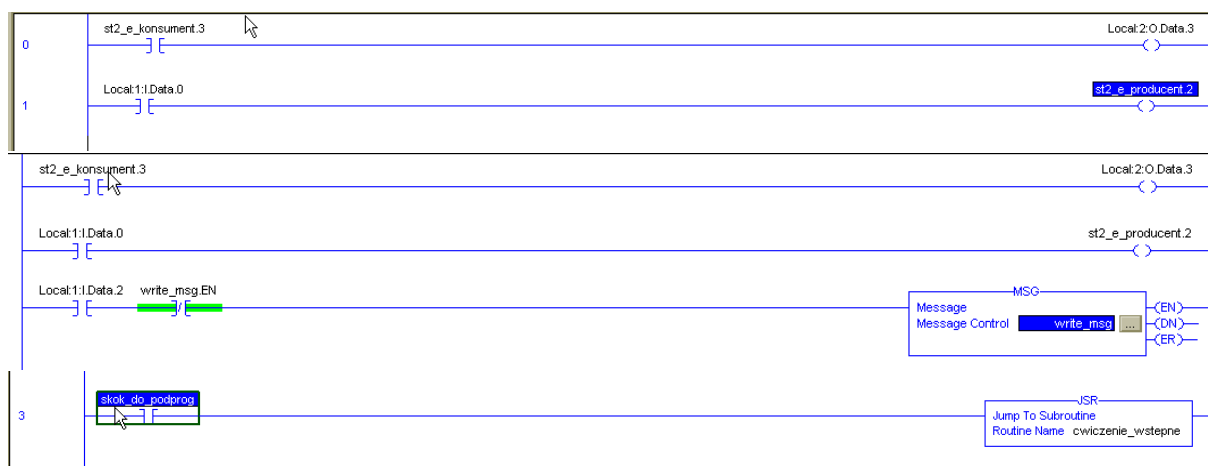 st2_e_konsument.3 Local:2:O.Data.3
0
Local:1:I.Data.0 st2_e_producent.2
1
st2_e_konsument.3 Local:2:O.Data.3
Local:1:I.Data.0 st2_e_producent.2
Local:1:I.Data.2 write_msg.EN MSG
Message (EN)
Message Control write_msg ... (DN)
(ER)
skok_do_podprog JSR
3 Jump To Subroutine
Routine Name cwiczenie_wstepne